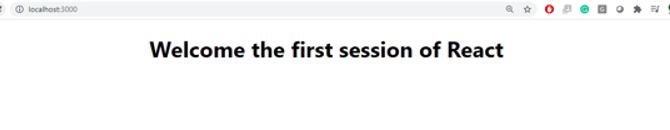 localhost:3000
Welcome the first session of React